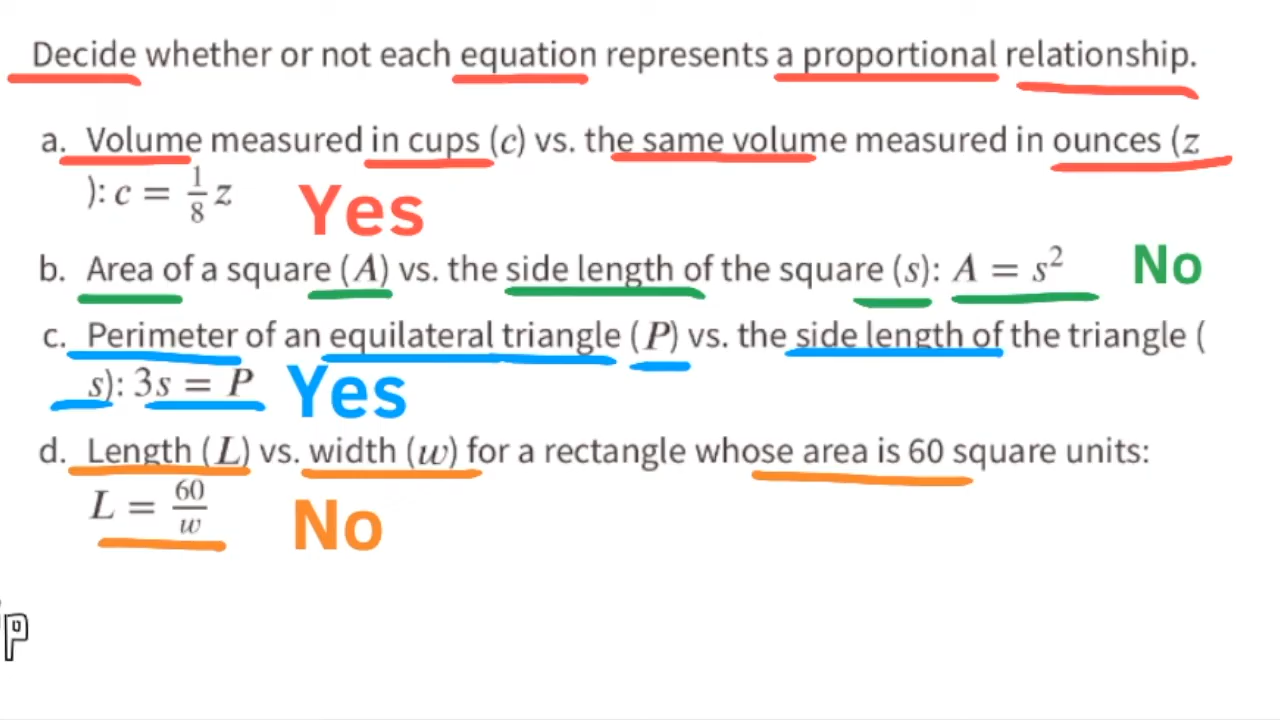 Decide whether or not each equation represents a proportional relationship.
a. Volume measured in cups (c) vs. the same volume measured in ounces (z
): c = 1/8 z Yes
b. Area of a square (A) vs. the side length of the square (s): A = s² No
c. Perimeter of an equilateral triangle (P) vs. the side length of the triangle (
s): 3s = P Yes
d. Length (L) vs. width (w) for a rectangle whose area is 60 square units:
L = 60/w No